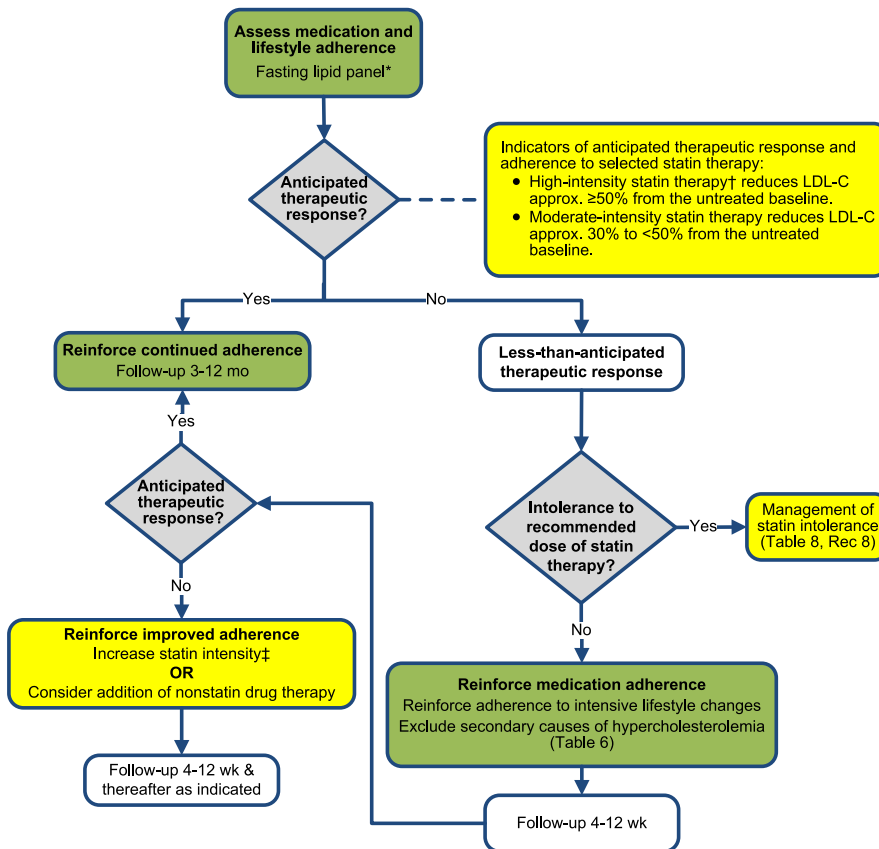 Assess medication and
lifestyle adherence
Fasting lipid panel*
Anticipated
therapeutic
response?
Indicators of anticipated therapeutic response and
adherence to selected statin therapy:
● High-intensity statin therapy† reduces LDL-C
approx. ≥50% from the untreated baseline.
● Moderate-intensity statin therapy reduces LDL-C
approx. 30% to <50% from the untreated
baseline.
Yes
No
Reinforce continued adherence
Follow-up 3-12 mo
Less-than-anticipated
therapeutic response
Yes
Anticipated
therapeutic
response?
Intolerance to
recommended
dose of statin
therapy?
Yes
Management of
statin intolerance
(Table 8, Rec 8)
No
No
Reinforce improved adherence
Increase statin intensity‡
OR
Consider addition of nonstatin drug therapy
Reinforce medication adherence
Reinforce adherence to intensive lifestyle changes
Exclude secondary causes of hypercholesterolemia
(Table 6)
Follow-up 4-12 wk &
thereafter as indicated
Follow-up 4-12 wk